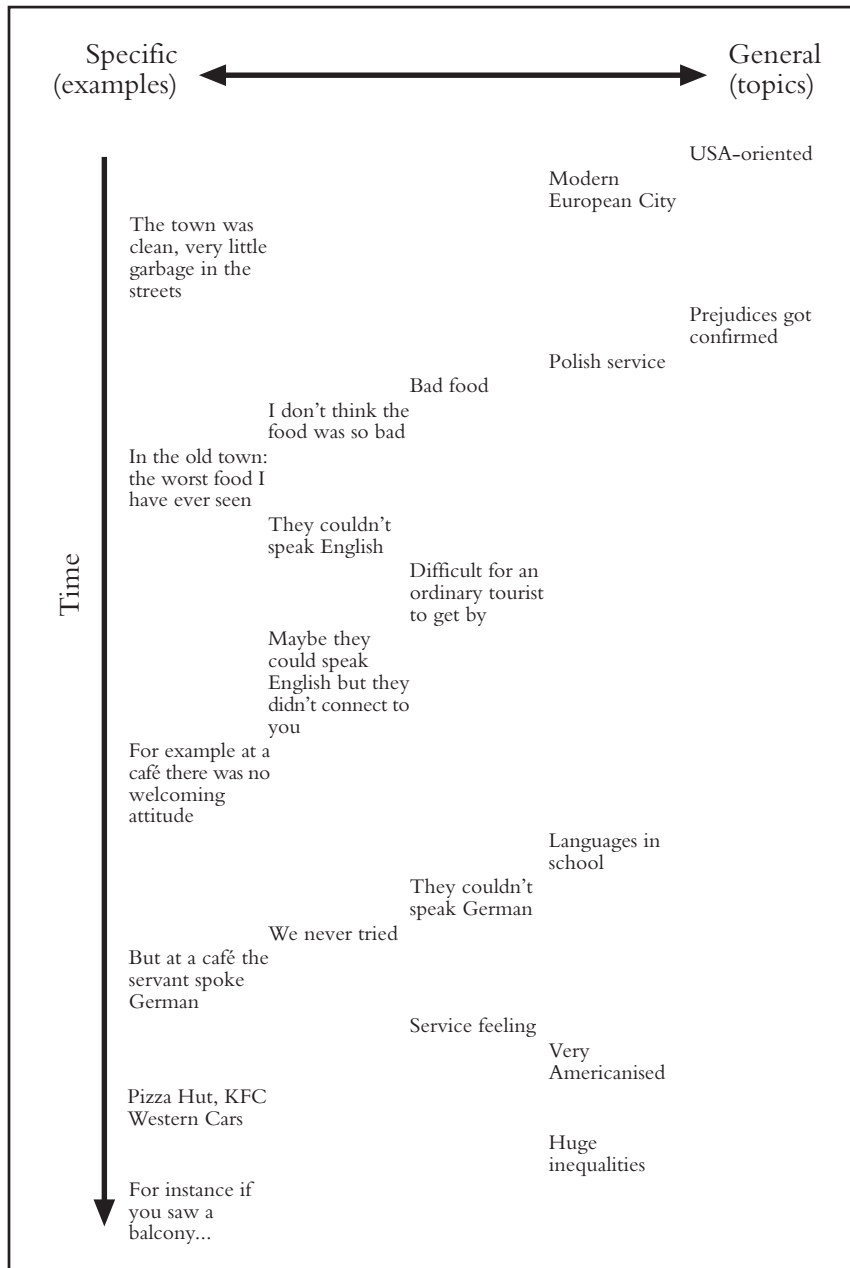 Specific
(examples)
General
(topics)
Time
USA-oriented
Modern
European City
The town was
clean, very little
garbage in the
streets
Prejudices got
confirmed
Polish service
Bad food
I don't think the
food was so bad
In the old town:
the worst food I
have ever seen
They couldn't
speak English
Difficult for an
ordinary tourist
to get by
Maybe they
could speak
English but they
didn't connect to
you
For example at a
café there was no
welcoming
attitude
Languages in
school
They couldn't
speak German
We never tried
But at a café the
servant spoke
German
Service feeling
Very
Americanised
Pizza Hut, KFC
Western Cars
Huge
inequalities
For instance if
you saw a
balcony...